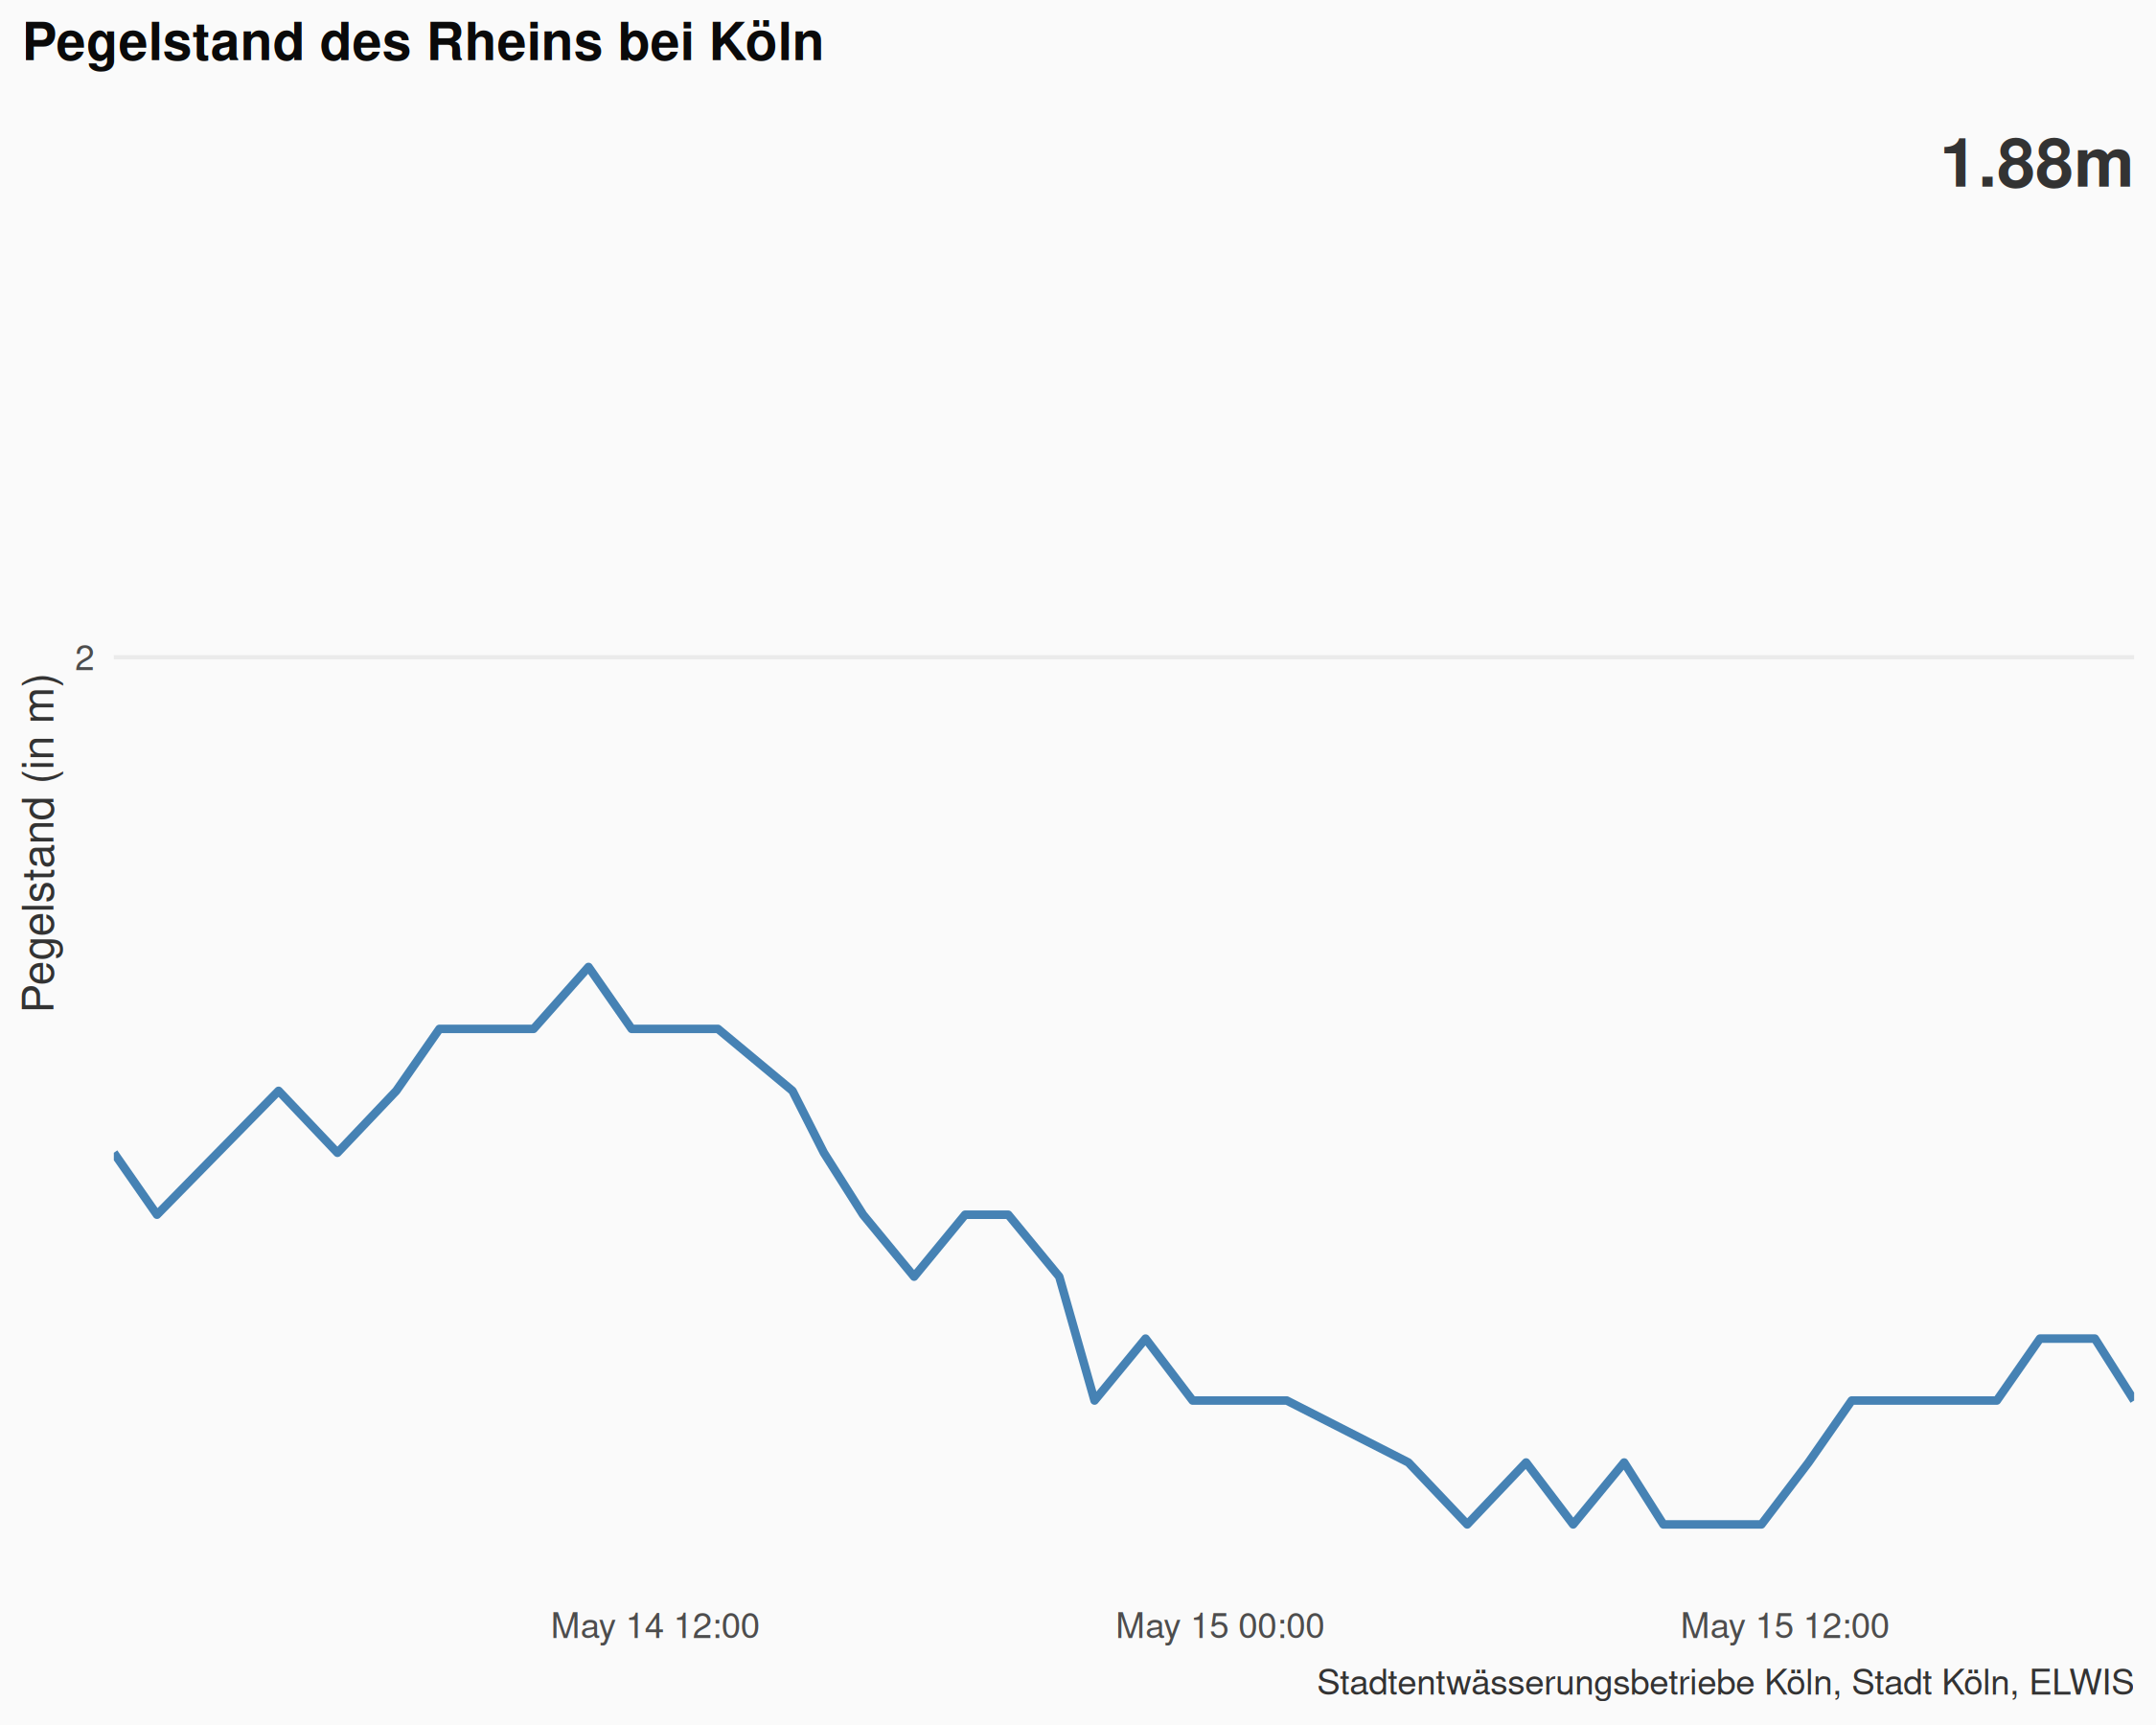 Pegelstand des Rheins bei Köln
1.88m
2
Pegelstand (in m)
May 14 12:00
May 15 00:00
May 15 12:00
Stadtentwässerungsbetriebe Köln, Stadt Köln, ELWIS